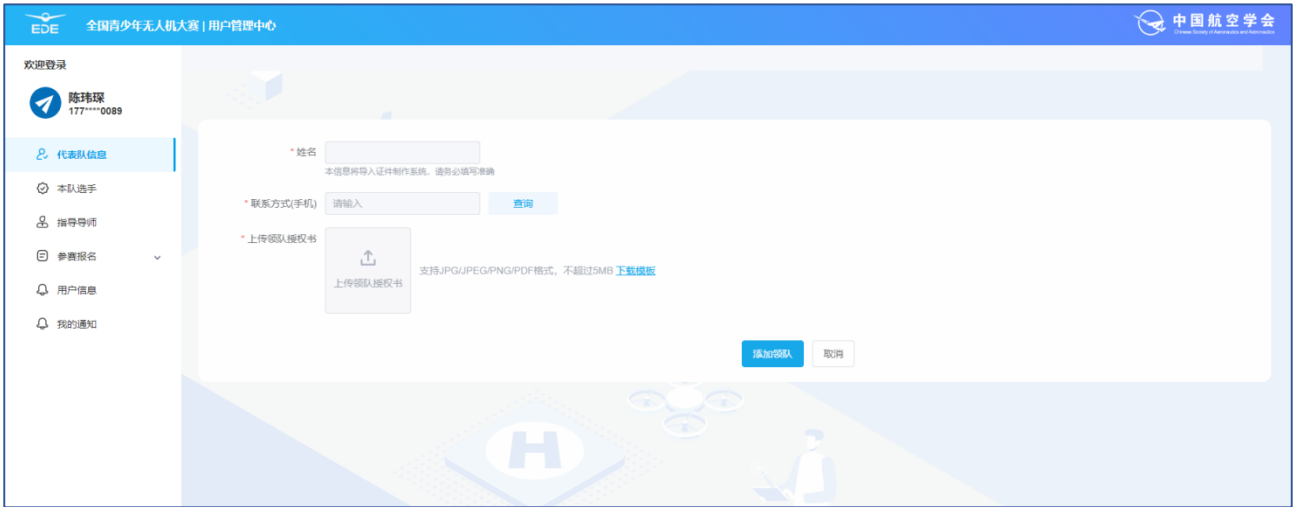 EDE
全国青少年无人机大赛 | 用户管理中心
中国航空学会
Chinese Society of Aeronautics and Astronautics
欢迎登录
陈玮琛
177****0089
代表队信息
本队选手
指导导师
参赛报名
用户信息
我的通知
* 姓名
本信息将导入证件制作系统，请务必填写准确
* 联系方式(手机) 请输入 查询
* 上传领队授权书
上传领队授权书
支持JPG/JPEG/PNG/PDF格式，不超过5MB 下载模板
添加领队 取消
H